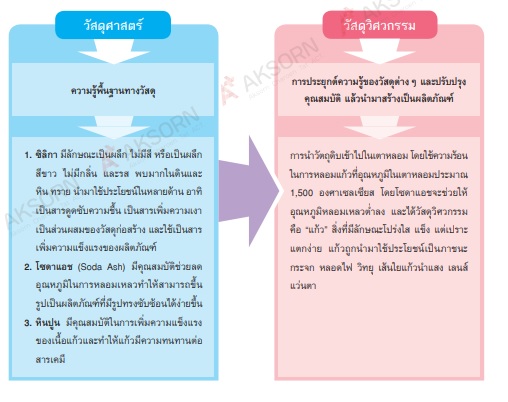 วัสดุศาสตร์
ความรู้พื้นฐานทางวัสดุ
1. ซิลิกา มีลักษณะเป็นผลึก ไม่มีสี หรือเป็นผลึก
สีขาว ไม่มีกลิ่น และรส พบมากในดินและ
หิน ทราย นำมาใช้ประโยชน์ในหลายด้าน อาทิ
เป็นสารดูดซับความชื้น เป็นสารเพิ่มความเงา
เป็นส่วนผสมของวัสดุก่อสร้าง และใช้เป็นสาร
เพิ่มความแข็งแรงของผลิตภัณฑ์
2. โซดาแอช (Soda Ash) มีคุณสมบัติช่วยลด
อุณหภูมิในการหลอมเหลวทำให้สามารถขึ้น
รูปเป็นผลิตภัณฑ์ที่มีรูปทรงซับซ้อนได้ง่ายขึ้น
3. หินปูน มีคุณสมบัติในการเพิ่มความแข็งแรง
ของเนื้อแก้วและทำให้แก้วมีความทนทานต่อ
สารเคมี
วัสดุวิศวกรรม
การประยุกต์ความรู้ของวัสดุต่าง ๆ และปรับปรุง
คุณสมบัติ แล้วนำมาสร้างเป็นผลิตภัณฑ์
การนำวัตถุดิบเข้าไปในเตาหลอม โดยใช้ความร้อน
ในการหลอมแก้วที่อุณหภูมิในเตาหลอมประมาณ
1,500 องศาเซลเซียส โดยโซดาแอชจะช่วยให้
อุณหภูมิหลอมเหลวต่ำลง และได้วัสดุวิศวกรรม
คือ “แก้ว” สิ่งที่มีลักษณะโปร่งใส แข็ง แต่เปราะ
แตกง่าย แก้วถูกนำมาใช้ประโยชน์เป็นภาชนะ
กระจก หลอดไฟ วิทยุ เส้นใยแก้วนำแสง เลนส์
แว่นตา
AKSORN
AKSORN
AKSORN
AKSORN